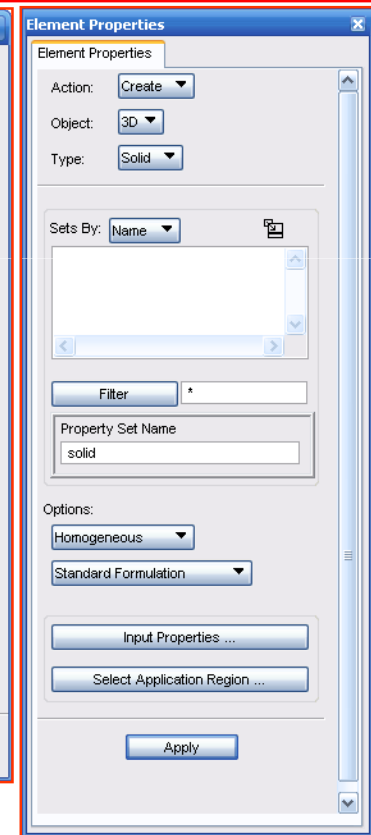 Element Properties
Element Properties
Action: Create
Object: 3D
Type: Solid
Sets By: Name
Filter *
Property Set Name
solid
Options:
Homogeneous
Standard Formulation
Input Properties ...
Select Application Region ...
Apply